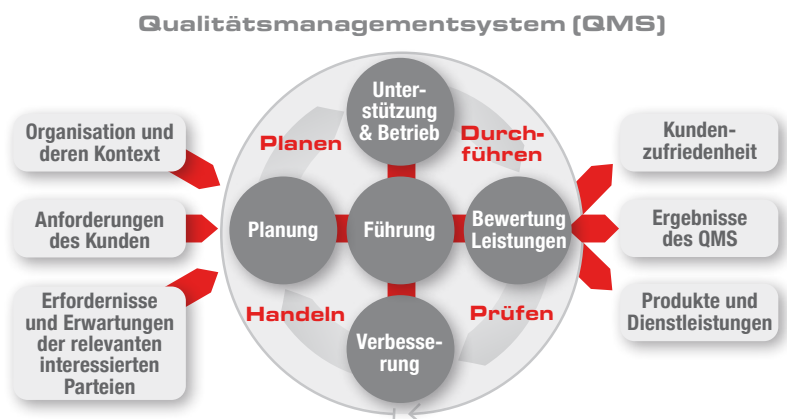 Qualitätsmanagementsystem (QMS)
Organisation und
deren Kontext
Anforderungen
des Kunden
Erfordernisse
und Erwartungen
der relevanten
interessierten
Parteien
Planen
Unter-
stützung
& Betrieb
Durch-
führen
Planung
Führung
Bewertung
Leistungen
Handeln
Verbesse-
rung
Prüfen
Kunden-
zufriedenheit
Ergebnisse
des QMS
Produkte und
Dienstleistungen